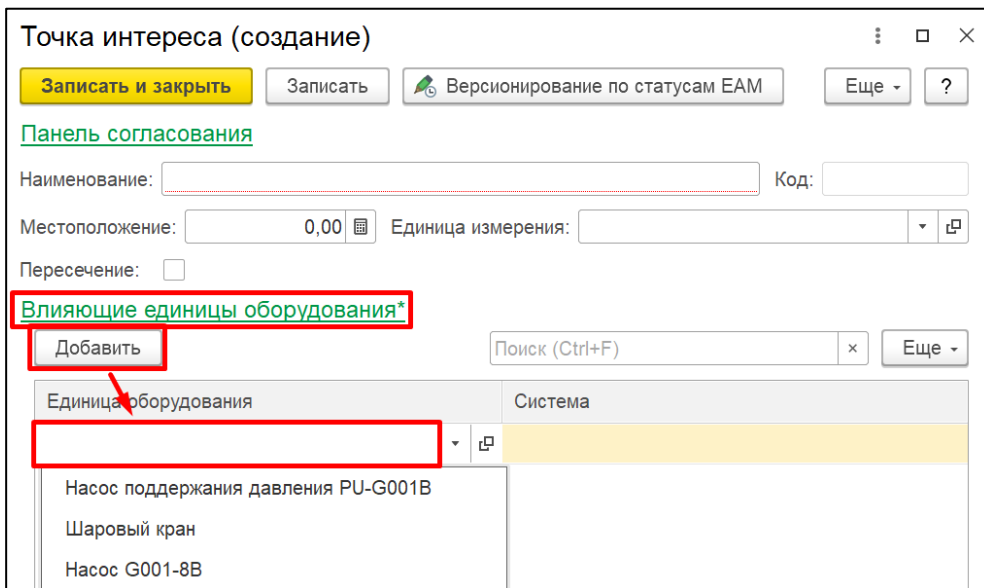 Точка интереса (создание)
Записать и закрыть Записать Версионирование по статусам EAM Еще ?
Панель согласования
Наименование: Код:
Местоположение: 0,00 Единица измерения:
Пересечение:
Влияющие единицы оборудования*
Добавить Поиск (Ctrl+F) × Еще
Единица оборудования Система
Насос поддержания давления PU-G001B
Шаровый кран
Насос G001-8B